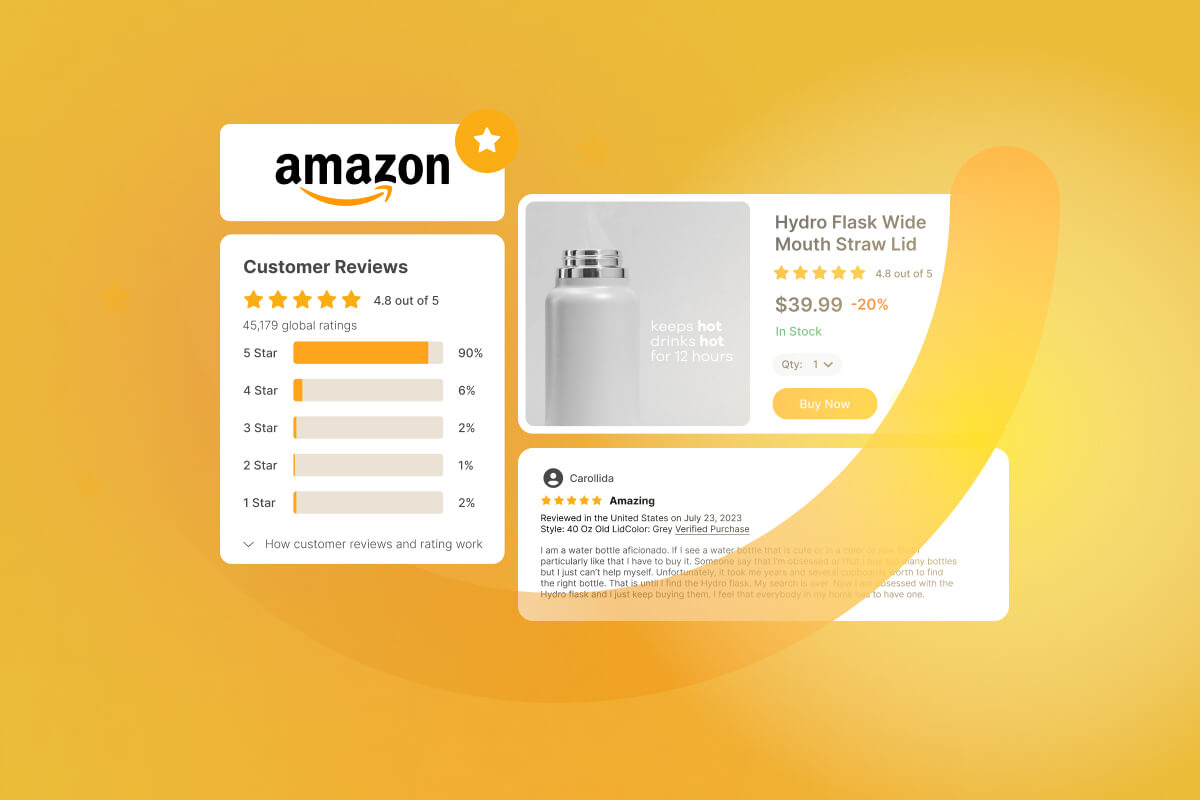 amazon
Customer Reviews
4.8 out of 5
45,179 global ratings
5 Star 90%
4 Star 6%
3 Star 2%
2 Star 1%
1 Star 2%
How customer reviews and rating work
keeps hot
drinks hot
for 12 hours
Hydro Flask Wide
Mouth Straw Lid
4.8 out of 5
$39.99 -20%
In Stock
Qty: 1
Buy Now
Carollida
Amazing
Reviewed in the United States on July 23, 2023
Style: 40 Oz Old LidColor: Grey Verified Purchase
I am a water bottle aficionado. If I see a water bottle that is cute or in a color or size that I
particularly like that I have to buy it. Someone say that I'm obsessed or that I buy too many bottles
but I just can't help myself. Unfortunately, it took me years and several cupboards worth to find
the right bottle. That is until I find the Hydro flask. My search is over. Now I am obsessed with the
Hydro flask and I just keep buying them. I feel that everybody in my home has to have one.